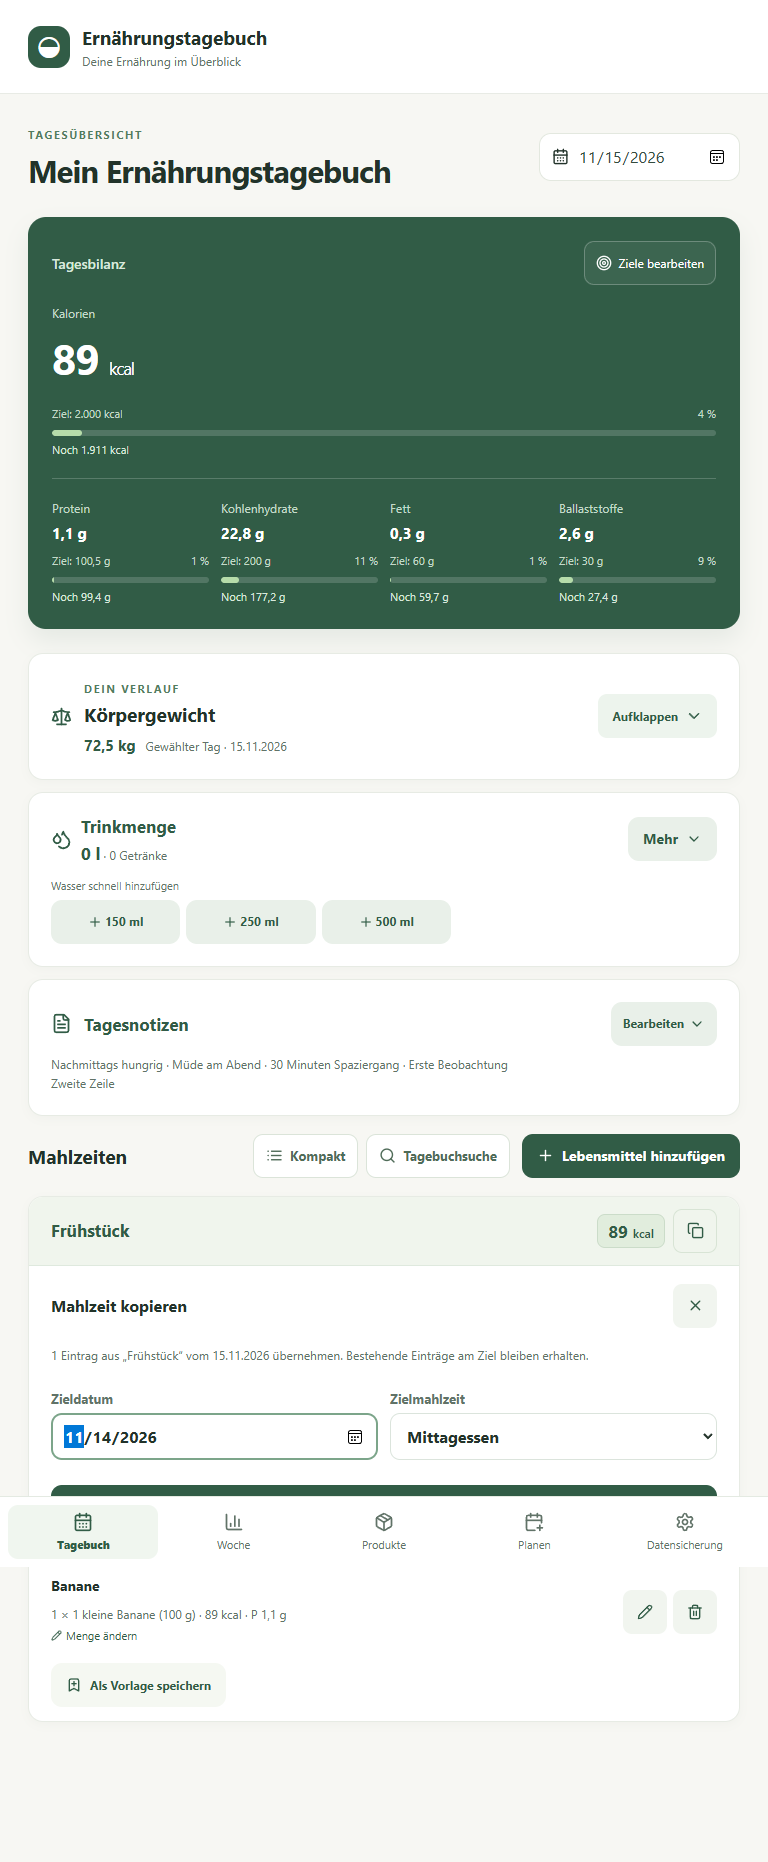 Ernährungstagebuch
Deine Ernährung im Überblick
TAGESÜBERSICHT
Mein Ernährungstagebuch
11/15/2026
Tagesbilanz
Ziele bearbeiten
Kalorien
89 kcal
Ziel: 2.000 kcal
4 %
Noch 1.911 kcal
Protein
1,1 g
Ziel: 100,5 g
1 %
Noch 99,4 g
Kohlenhydrate
22,8 g
Ziel: 200 g
11 %
Noch 177,2 g
Fett
0,3 g
Ziel: 60 g
1 %
Noch 59,7 g
Ballaststoffe
2,6 g
Ziel: 30 g
9 %
Noch 27,4 g
DEIN VERLAUF
Körpergewicht
72,5 kg Gewählter Tag · 15.11.2026
Aufklappen
Trinkmenge
0 l · 0 Getränke
Mehr
Wasser schnell hinzufügen
+ 150 ml
+ 250 ml
+ 500 ml
Tagesnotizen
Bearbeiten
Nachmittags hungrig · Müde am Abend · 30 Minuten Spaziergang · Erste Beobachtung
Zweite Zeile
Mahlzeiten
Kompakt
Tagebuchsuche
+ Lebensmittel hinzufügen
Frühstück
89 kcal
Mahlzeit kopieren
1 Eintrag aus „Frühstück“ vom 15.11.2026 übernehmen. Bestehende Einträge am Ziel bleiben erhalten.
Zieldatum
11/14/2026
Zielmahlzeit
Mittagessen
Tagebuch
Woche
Produkte
Planen
Datensicherung
Banane
1 × 1 kleine Banane (100 g) · 89 kcal · P 1,1 g
Menge ändern
Als Vorlage speichern